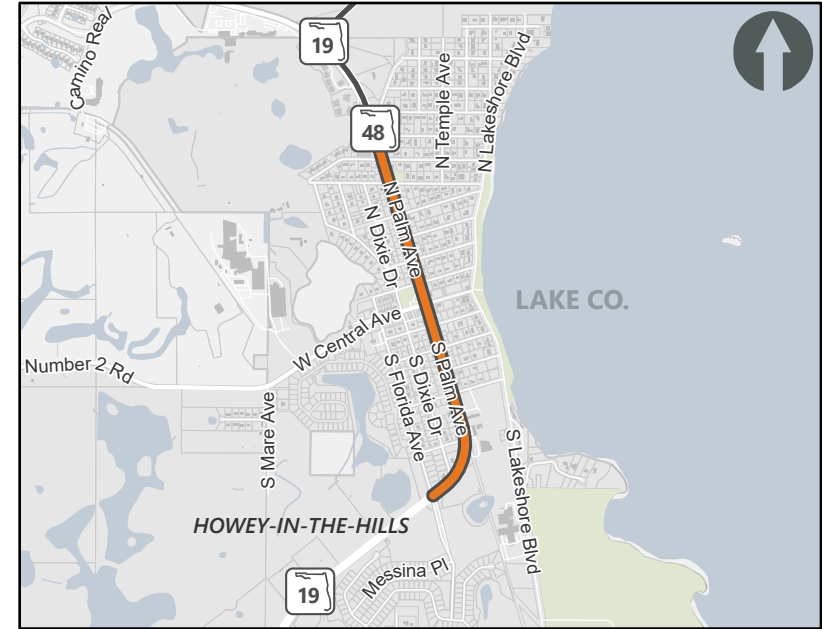 19
Camino Real
N Temple Ave
N Lakeshore Blvd
48
N Palm Ave
N Dixie Dr
LAKE CO.
W Central Ave
Number 2 Rd
S Palm Ave
S Dixie Dr
S Florida Ave
S Mare Ave
S Lakeshore Blvd
HOWEY-IN-THE-HILLS
Messina Pl
19